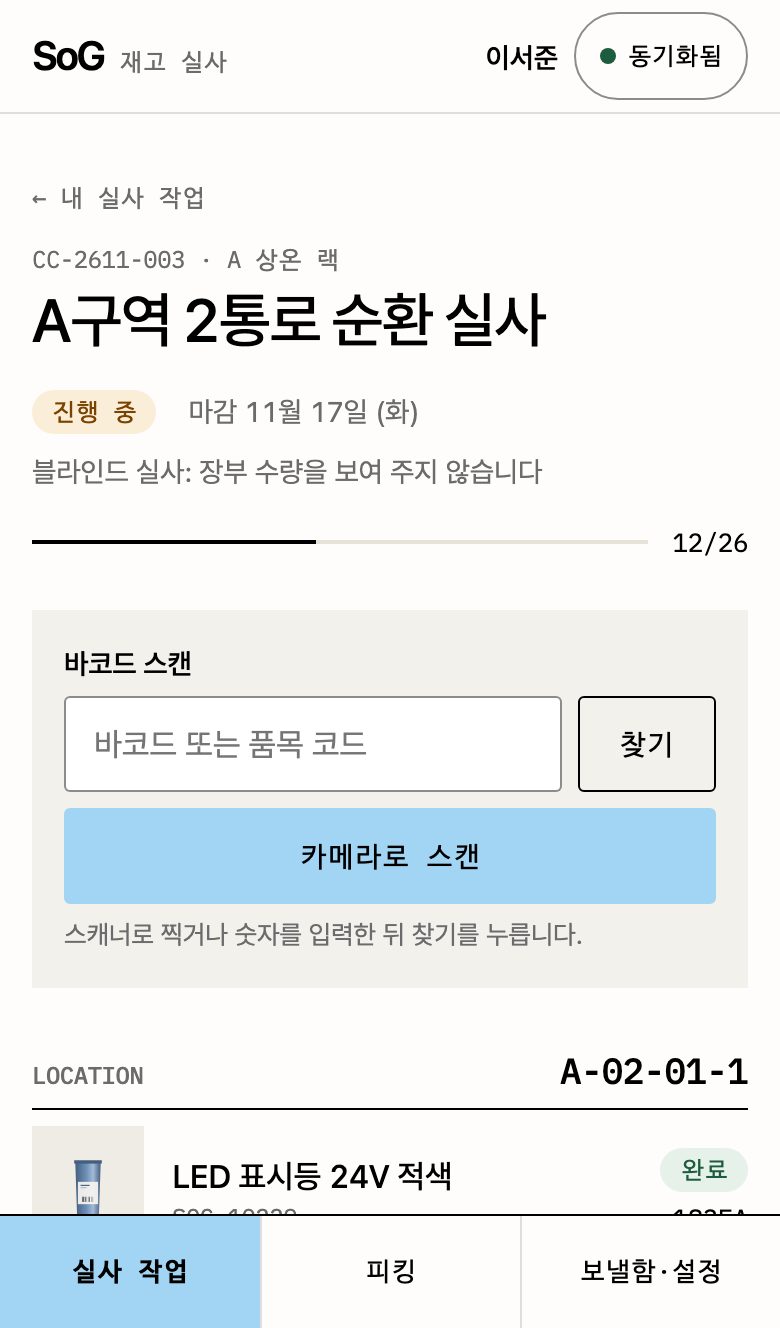 SoG 재고 실사
이서준
동기화됨
← 내 실사 작업
CC-2611-003 · A 상온 랙
A구역 2통로 순환 실사
진행 중 마감 11월 17일 (화)
블라인드 실사: 장부 수량을 보여 주지 않습니다
12/26
바코드 스캔
바코드 또는 품목 코드
찾기
카메라로 스캔
스캐너로 찍거나 숫자를 입력한 뒤 찾기를 누릅니다.
LOCATION A-02-01-1
LED 표시등 24V 적색
완료
실사 작업
피킹
보낼함·설정